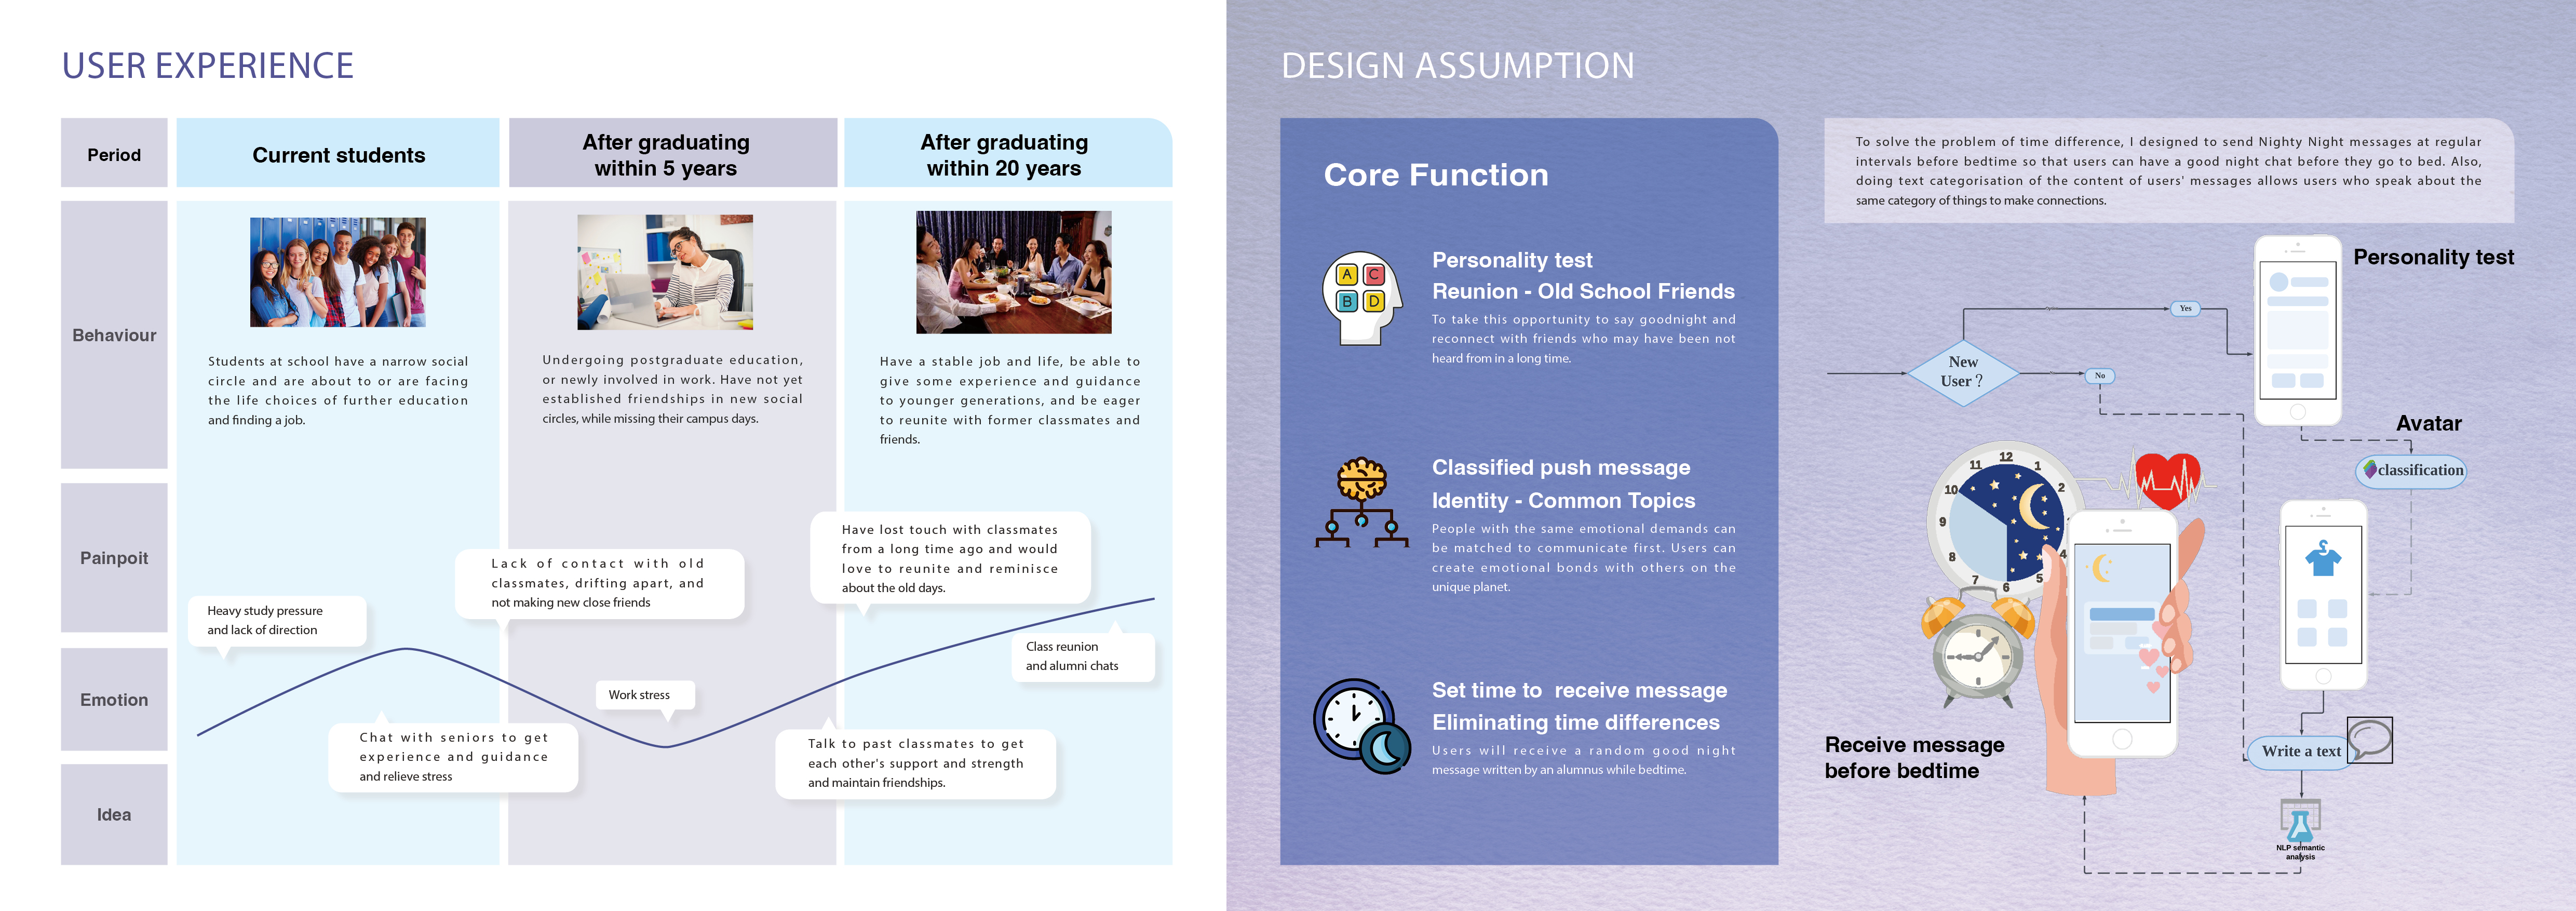 USER EXPERIENCE
Period
Current students
After graduating
within 5 years
After graduating
within 20 years
Behaviour
Students at school have a narrow social
circle and are about to or are facing
the life choices of further education
and finding a job.
Undergoing postgraduate education,
or newly involved in work. Have not yet
established friendships in new social
circles, while missing their campus days.
Have a stable job and life, be able to
give some experience and guidance
to younger generations, and be eager
to reunite with former classmates and
friends.
Painpoit
Heavy study pressure
and lack of direction
Lack of contact with old
classmates, drifting apart, and
not making new close friends
Have lost touch with classmates
from a long time ago and would
love to reunite and reminisce
about the old days.
Emotion
Work stress
Class reunion
and alumni chats
Idea
Chat with seniors to get
experience and guidance
and relieve stress
Talk to past classmates to get
each other's support and strength
and maintain friendships.
DESIGN ASSUMPTION
Core Function
A C
B D
Personality test
Reunion - Old School Friends
To take this opportunity to say goodnight and
reconnect with friends who may have been not
heard from in a long time.
Classified push message
Identity - Common Topics
People with the same emotional demands can
be matched to communicate first. Users can
create emotional bonds with others on the
unique planet.
Set time to  receive message
Eliminating time differences
Users will receive a random good night
message written by an alumnus while bedtime.
To solve the problem of time difference, I designed to send Nighty Night messages at regular
intervals before bedtime so that users can have a good night chat before they go to bed. Also,
doing text categorisation of the content of users' messages allows users who speak about the
same category of things to make connections.
Personality test
Yes
New
User ?
No
Avatar
classification
12
11 1
10 2
9
8 4
7 5
6
Write a text
Receive message
before bedtime
NLP semantic
analysis